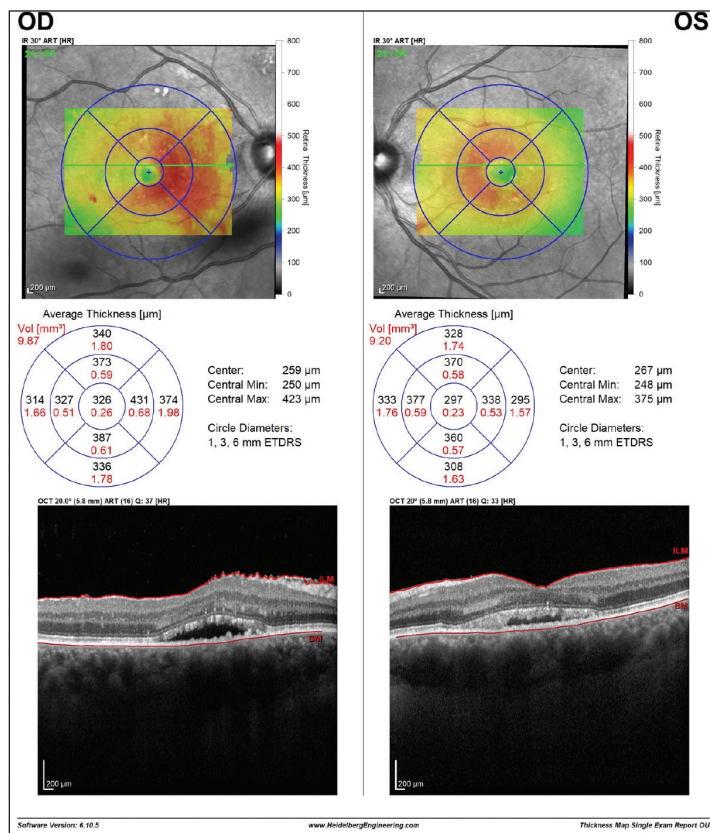 OD
OS
IR 30° ART [HR]
800
700
600
500
400
300
200
100
0
Retina Thickness [µm]
200 µm
IR 30° ART [HR]
800
700
600
500
400
300
200
100
0
Retina Thickness [µm]
200 µm
Average Thickness [µm]
Vol [mm³]
9.87
340
1.80
373
0.59
314 327 326 431 374
1.66 0.51 0.26 0.68 1.98
387
0.61
336
1.78
Center: 259 µm
Central Min: 250 µm
Central Max: 423 µm
Circle Diameters:
1, 3, 6 mm ETDRS
Average Thickness [µm]
Vol [mm³]
9.20
328
1.74
370
0.58
333 377 297 338 295
1.76 0.59 0.23 0.53 1.57
360
0.57
308
1.63
Center: 267 µm
Central Min: 248 µm
Central Max: 375 µm
Circle Diameters:
1, 3, 6 mm ETDRS
OCT 20.0° (5.8 mm) ART (16) Q: 37 [HR]
ILM
BM
200 µm
OCT 20° (5.8 mm) ART (16) Q: 33 [HR]
ILM
BM
200 µm
Software Version: 6.10.5
www.HeidelbergEngineering.com
Thickness Map Single Exam Report OU